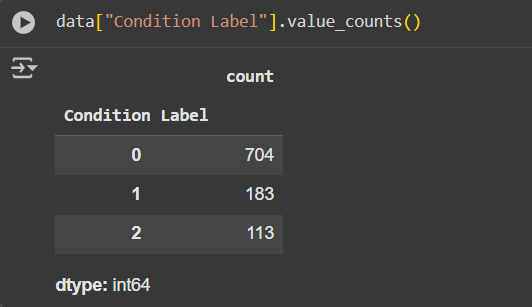 data["Condition Label"].value_counts()
count
Condition Label
0 704
1 183
2 113
dtype: int64